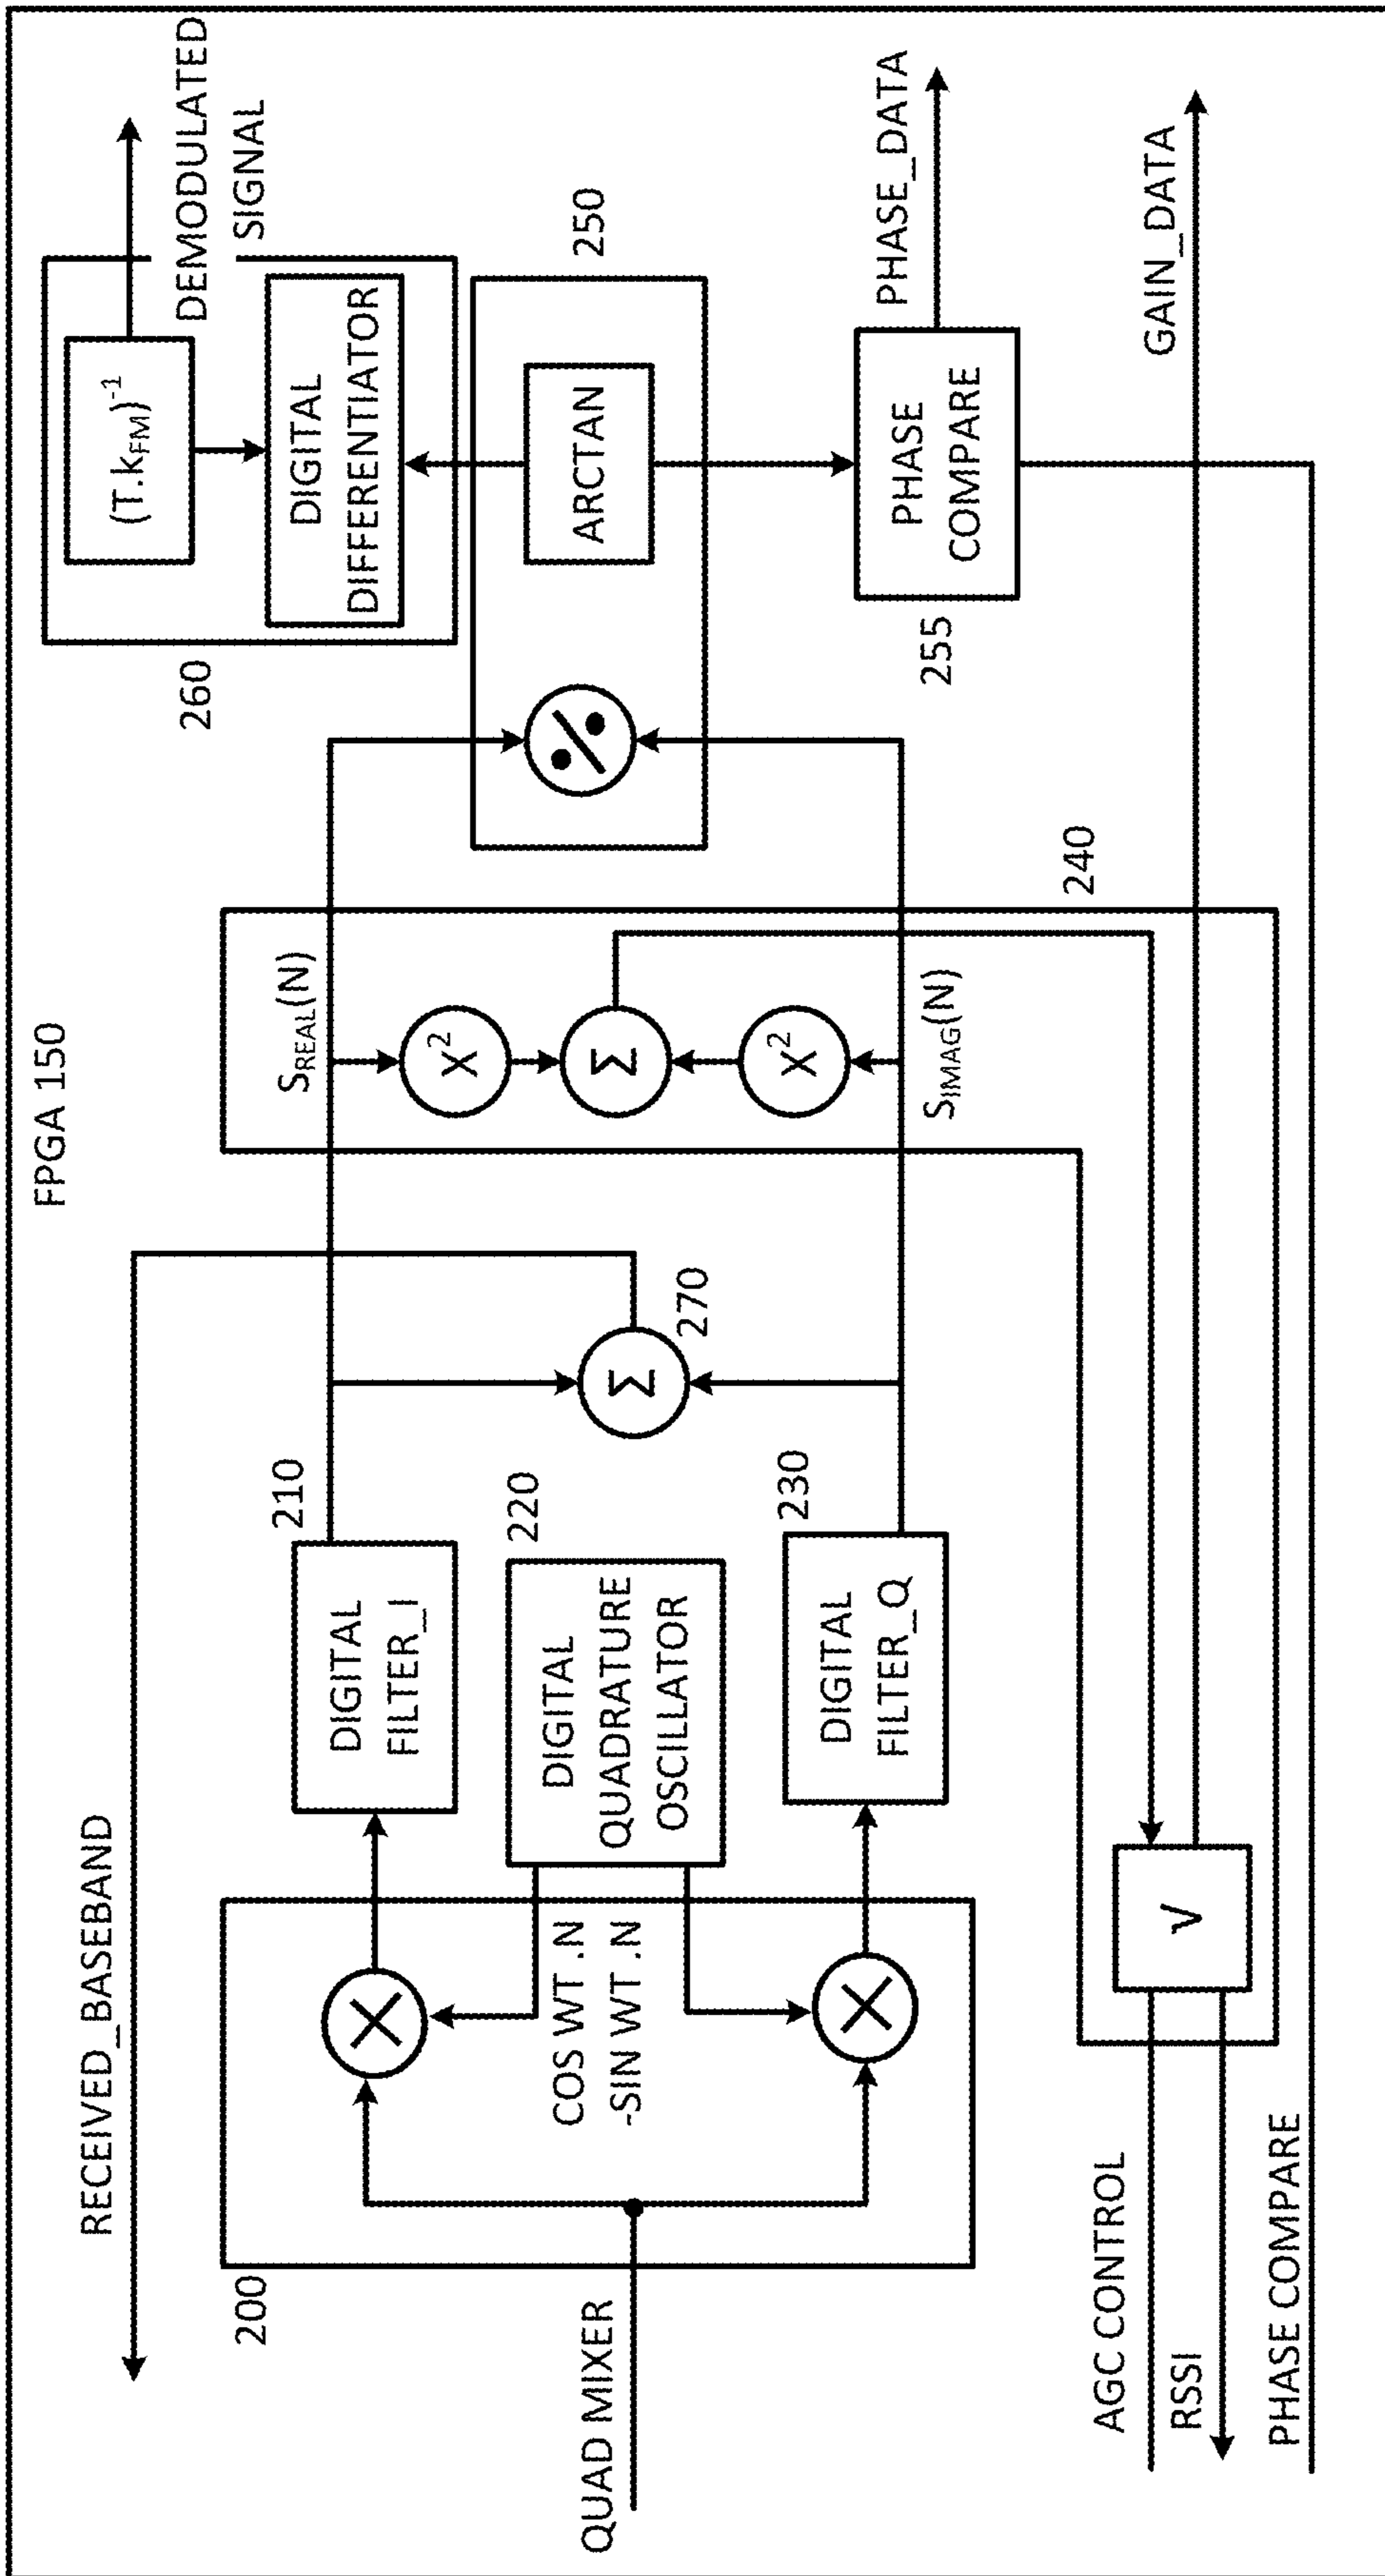 FPGA 150
RECEIVED_BASEBAND
200
QUAD MIXER
COS WT .N
-SIN WT .N
DIGITAL
FILTER_I
210
DIGITAL
QUADRATURE
OSCILLATOR
220
DIGITAL
FILTER_Q
230
Σ
270
S_REAL(N)
X²
Σ
X²
S_IMAG(N)
240
260
(T.k_FM)⁻¹
DIGITAL
DIFFERENTIATOR
DEMODULATED
SIGNAL
ARCTAN
250
255
PHASE
COMPARE
PHASE_DATA
GAIN_DATA
AGC CONTROL
RSSI
√
PHASE COMPARE